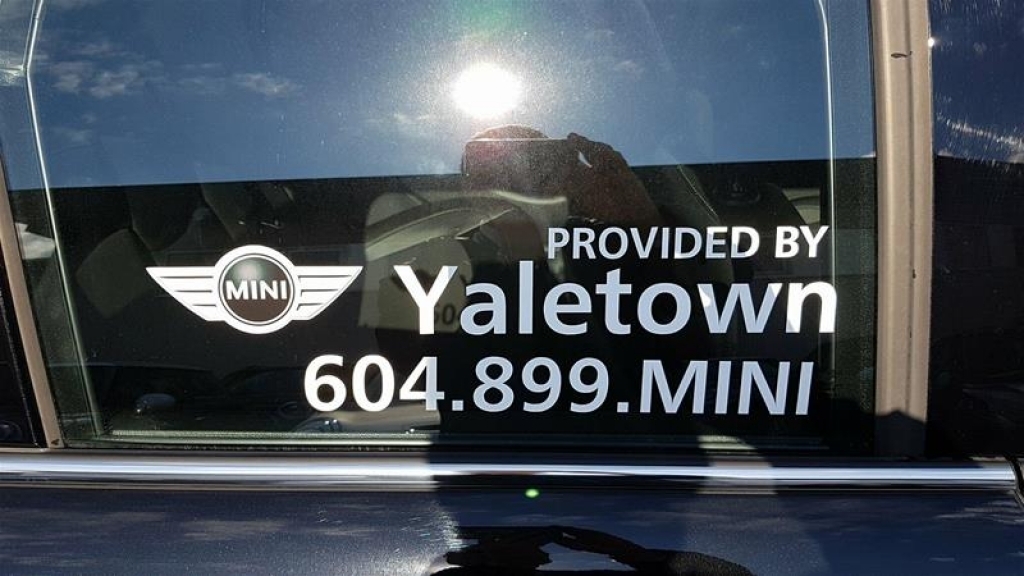 PROVIDED BY
MINI
Yaletown
604.899.MINI